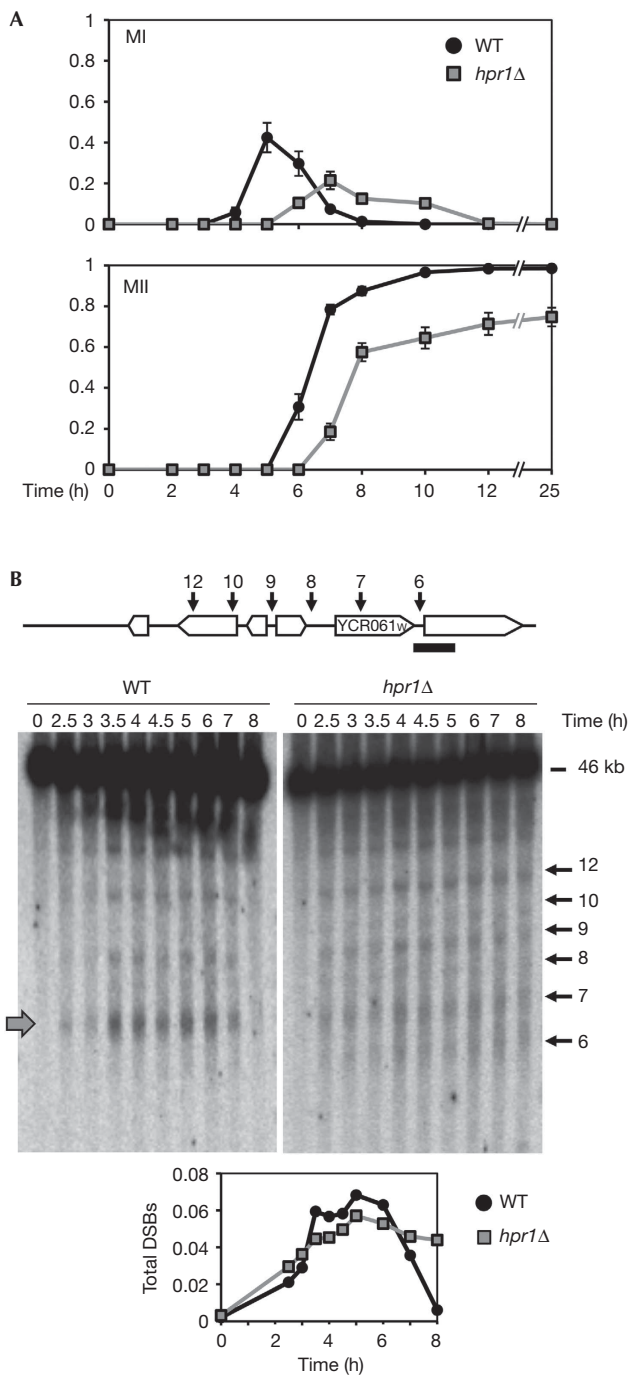 A
MI
WT
hpr1Δ
1
0.8
0.6
0.4
0.2
0
MII
1
0.8
0.6
0.4
0.2
0
Time (h) 0 2 4 6 8 10 12 25
B
12 10 9 8 7 6
YCR061W
WT hpr1Δ
0 2.5 3 3.5 4 4.5 5 6 7 8 0 2.5 3 3.5 4 4.5 5 6 7 8 Time (h)
46 kb
12
10
9
8
7
6
0.08
0.06
0.04
0.02
0
Total DSBs
WT
hpr1Δ
0 2 4 6 8
Time (h)